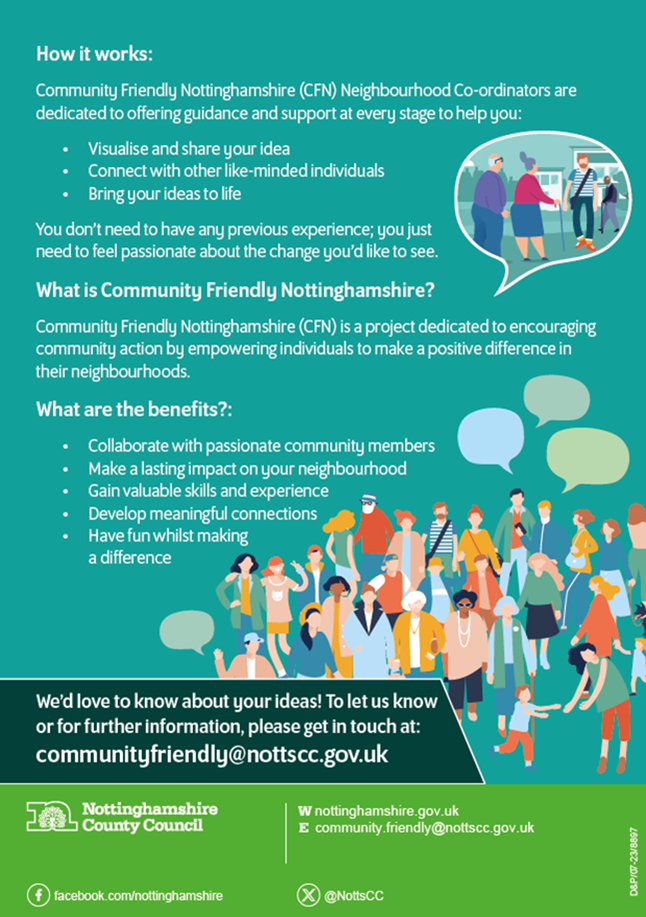 How it works:
Community Friendly Nottinghamshire (CFN) Neighbourhood Co-ordinators are
dedicated to offering guidance and support at every stage to help you:
• Visualise and share your idea
• Connect with other like-minded individuals
• Bring your ideas to life
You don't need to have any previous experience; you just
need to feel passionate about the change you'd like to see.
What is Community Friendly Nottinghamshire?
Community Friendly Nottinghamshire (CFN) is a project dedicated to encouraging
community action by empowering individuals to make a positive difference in
their neighbourhoods.
What are the benefits?:
• Collaborate with passionate community members
• Make a lasting impact on your neighbourhood
• Gain valuable skills and experience
• Develop meaningful connections
• Have fun whilst making
a difference
We'd love to know about your ideas! To let us know
or for further information, please get in touch at:
communityfriendly@nottscc.gov.uk
Nottinghamshire
County Council
W nottinghamshire.gov.uk
E community.friendly@nottscc.gov.uk
facebook.com/nottinghamshire
@NottsCC
D&P/07-23/8897